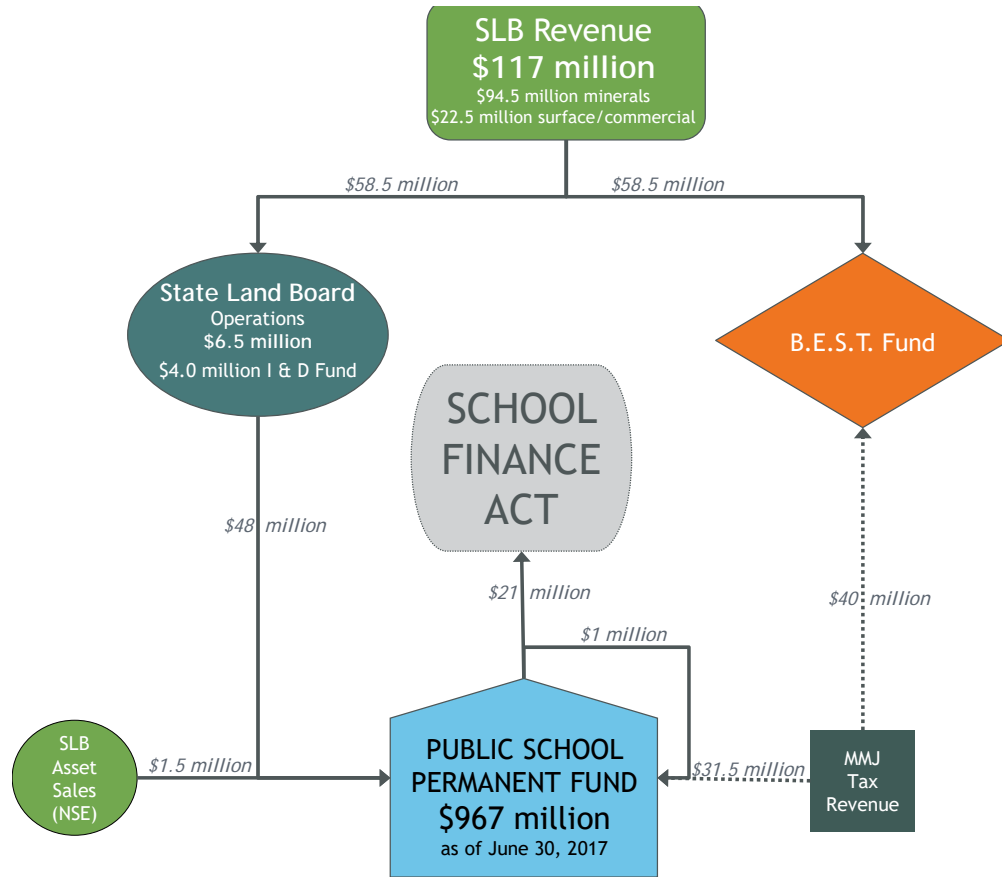 SLB Revenue
$117 million
$94.5 million minerals
$22.5 million surface/commercial
$58.5 million
$58.5 million
State Land Board
Operations
$6.5 million
$4.0 million I & D Fund
B.E.S.T. Fund
SCHOOL
FINANCE
ACT
$48 million
$21 million
$40 million
$1 million
SLB
Asset
Sales
(NSE)
$1.5 million
PUBLIC SCHOOL
PERMANENT FUND
$967 million
as of June 30, 2017
$31.5 million
MMJ
Tax
Revenue